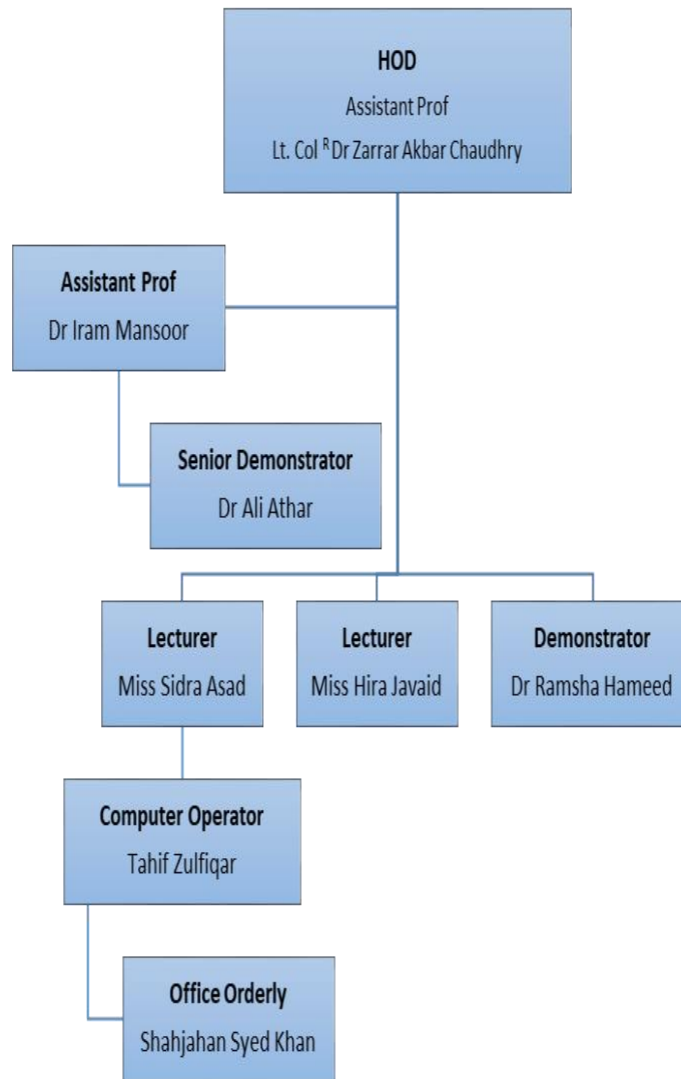 HOD
Assistant Prof
Lt. Col ᴿ Dr Zarrar Akbar Chaudhry
Assistant Prof
Dr Iram Mansoor
Senior Demonstrator
Dr Ali Athar
Lecturer
Miss Sidra Asad
Lecturer
Miss Hira Javaid
Demonstrator
Dr Ramsha Hameed
Computer Operator
Tahif Zulfiqar
Office Orderly
Shahjahan Syed Khan